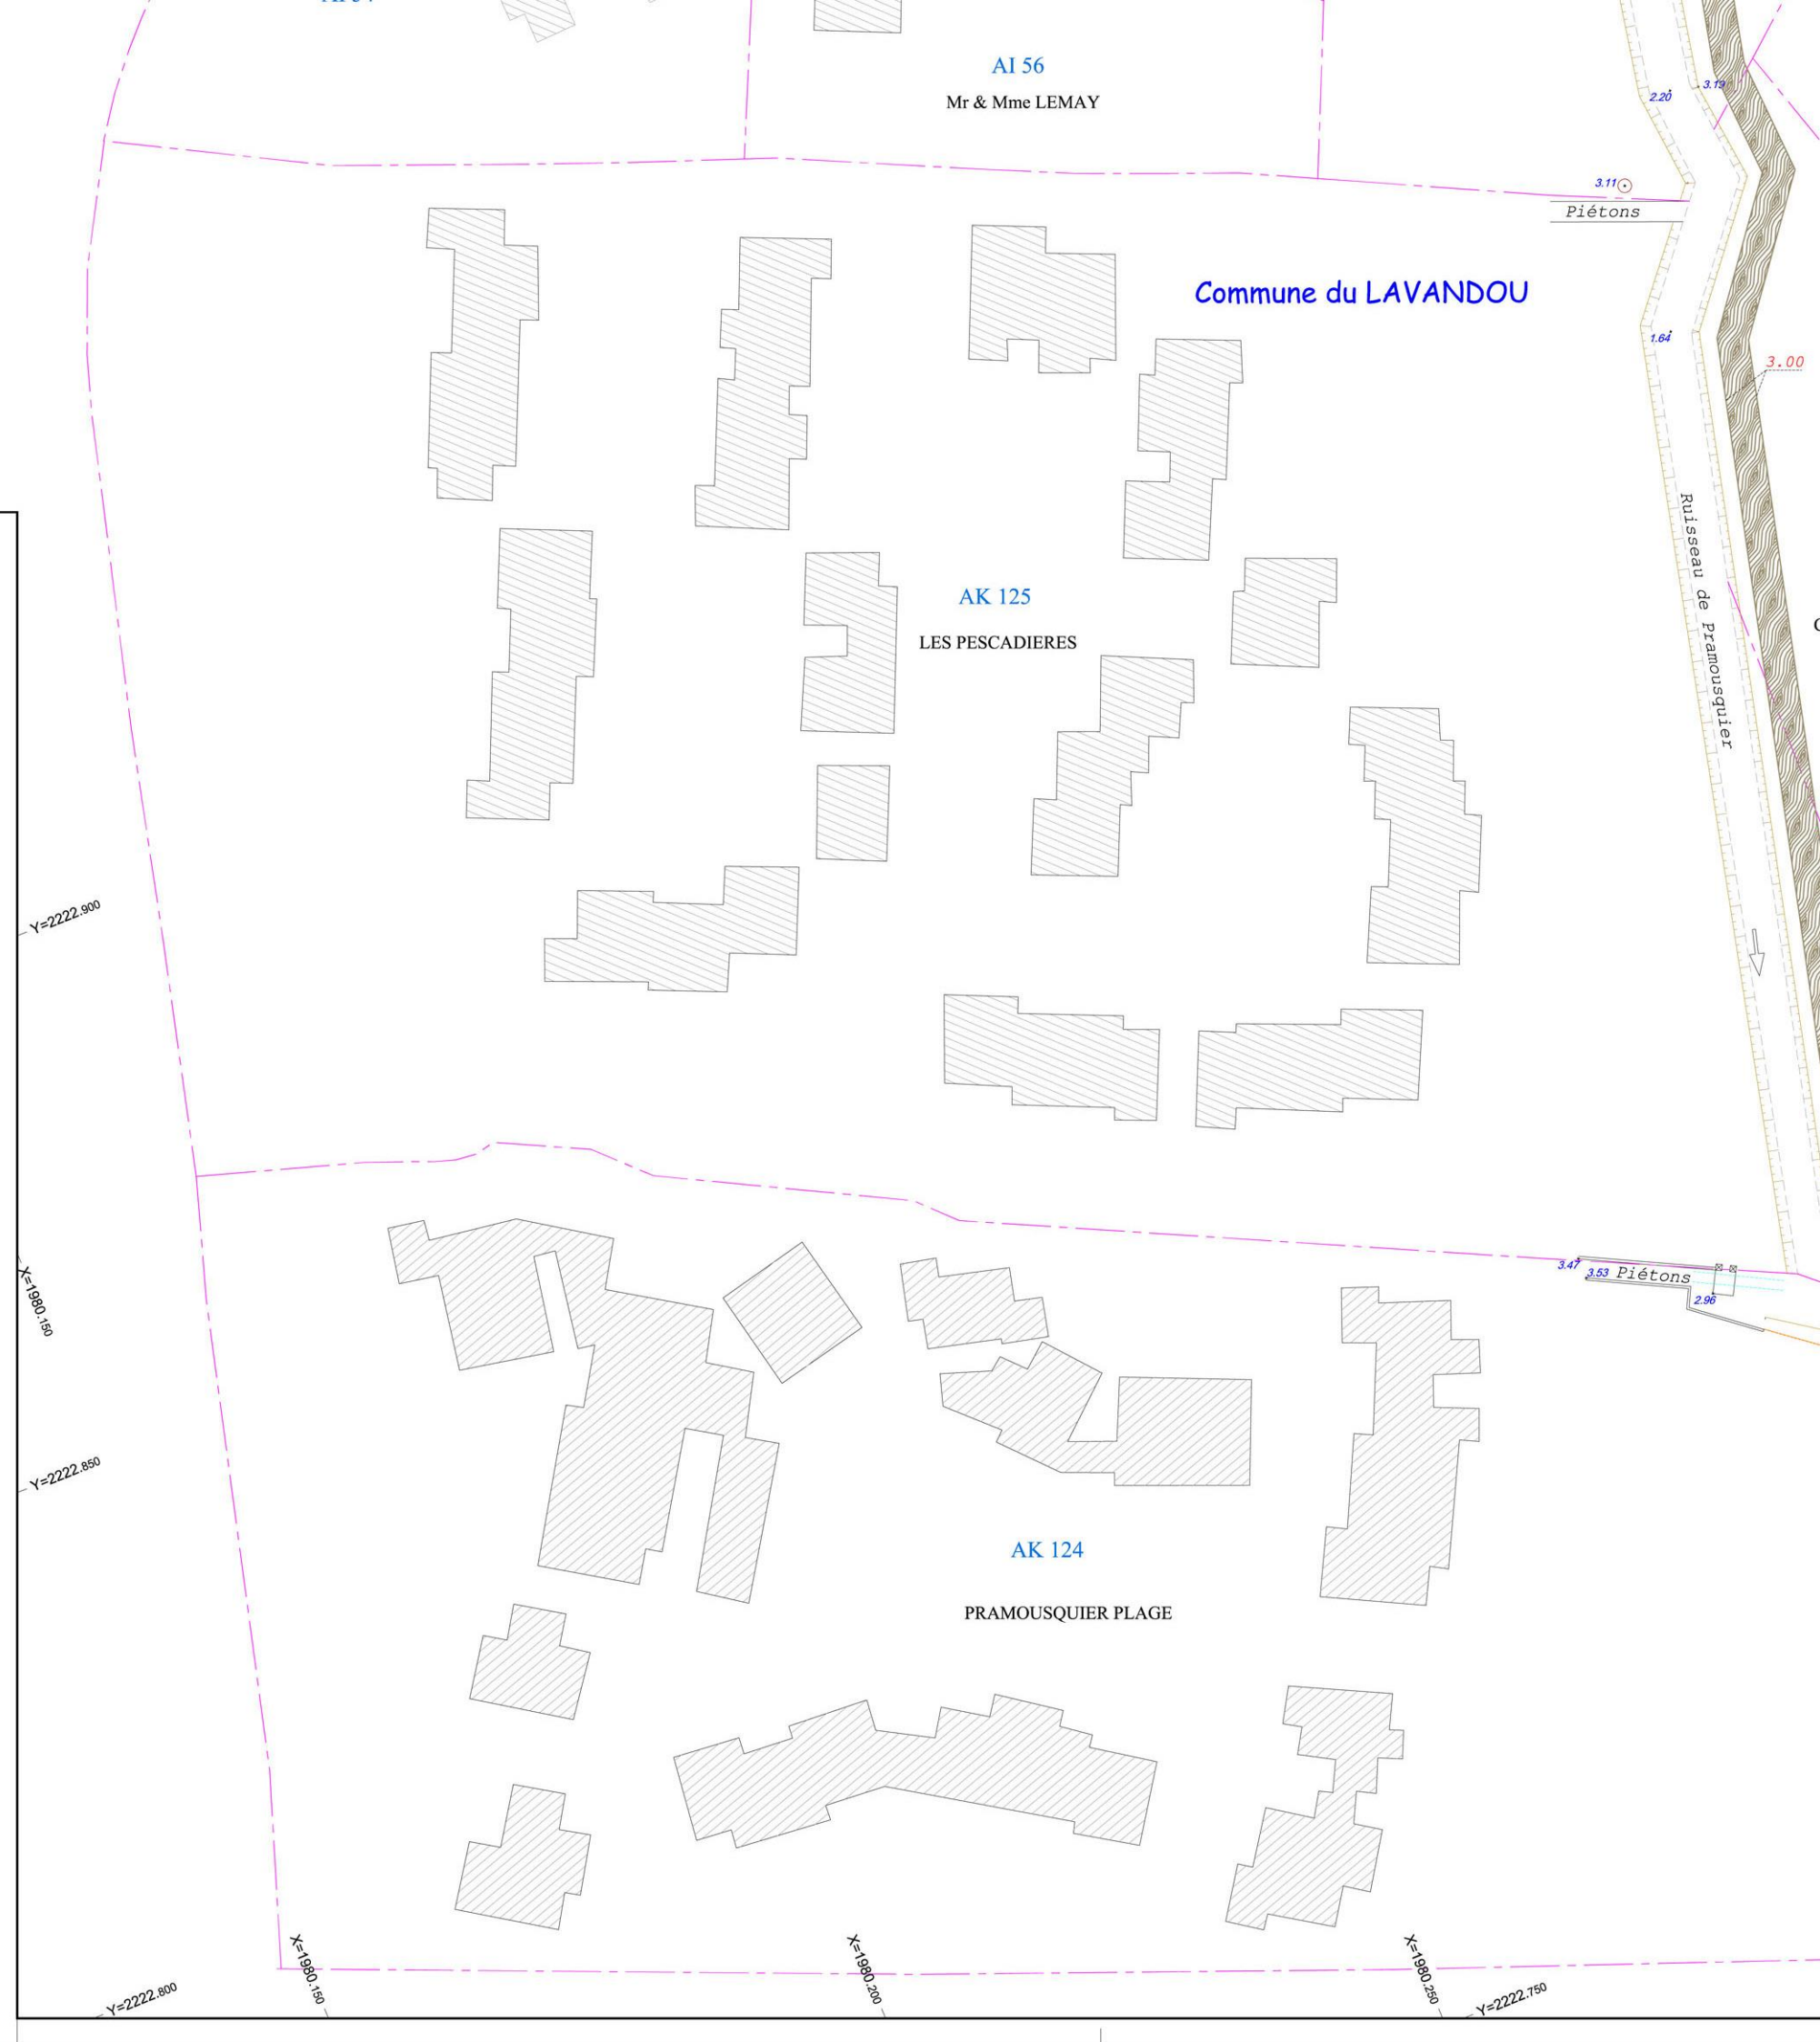 AI 56
Mr & Mme LEMAY
2.20
3.19
3.11
Piétons
Commune du LAVANDOU
1.64
3.00
Ruisseau de Pramousquier
AK 125
LES PESCADIERES
Y=2222.900
X=1980.150
3.47
3.53
Piétons
2.96
Y=2222.850
AK 124
PRAMOUSQUIER PLAGE
X=1980.150
X=1980.200
X=1980.250
Y=2222.800
Y=2222.750